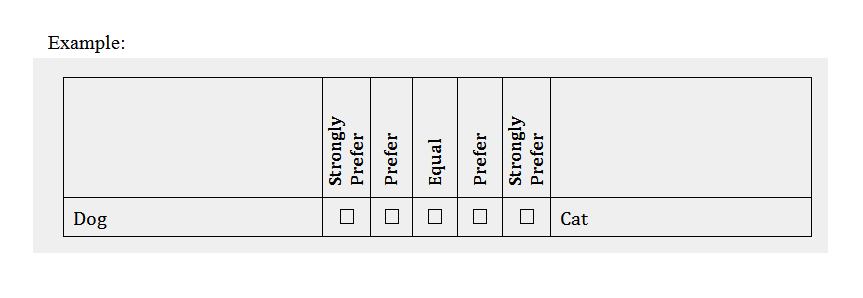 Example:
Strongly
Prefer
Prefer
Equal
Prefer
Strongly
Prefer
Dog ☐ ☐ ☐ ☐ ☐ Cat